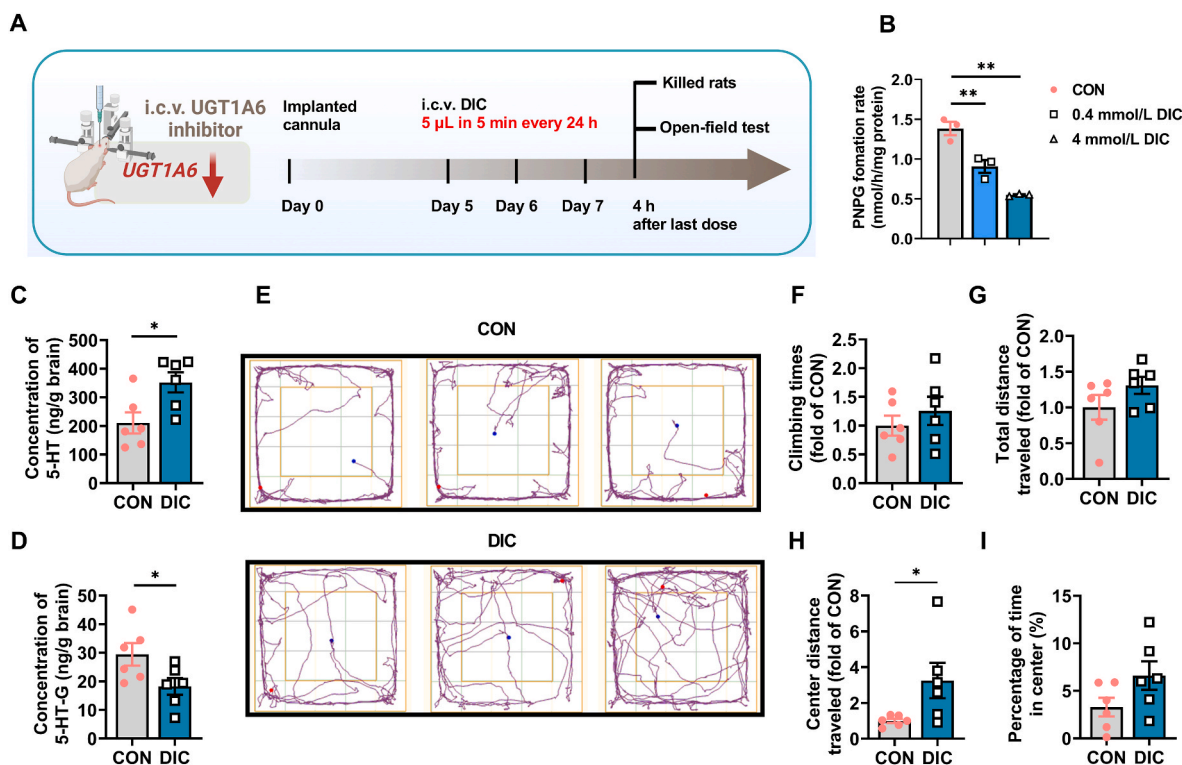 A
i.c.v. UGT1A6
inhibitor
UGT1A6
Implanted
cannula
i.c.v. DIC
5 µL in 5 min every 24 h
Killed rats
Open-field test
Day 0
Day 5
Day 6
Day 7
4 h
after last dose
B
PNPG fomation rate
(nmol/h/mg protein)
2.0
1.5
1.0
0.5
0.0
**
**
CON
0.4 mmol/L DIC
4 mmol/L DIC
C
Concentration of
5-HT (ng/g brain)
500
400
300
200
100
0
*
CON DIC
D
Concentration of
5-HT-G (ng/g brain)
50
40
30
20
10
0
*
CON DIC
E
CON
DIC
F
Climbing times
(fold of CON)
2.5
2.0
1.5
1.0
0.5
0.0
CON DIC
G
Total distance
traveled (fold of CON)
2.0
1.5
1.0
0.5
0.0
CON DIC
H
Center distance
traveled (fold of CON)
8
6
4
2
0
*
CON DIC
I
Percentage of time
in center (%)
15
10
5
0
CON DIC